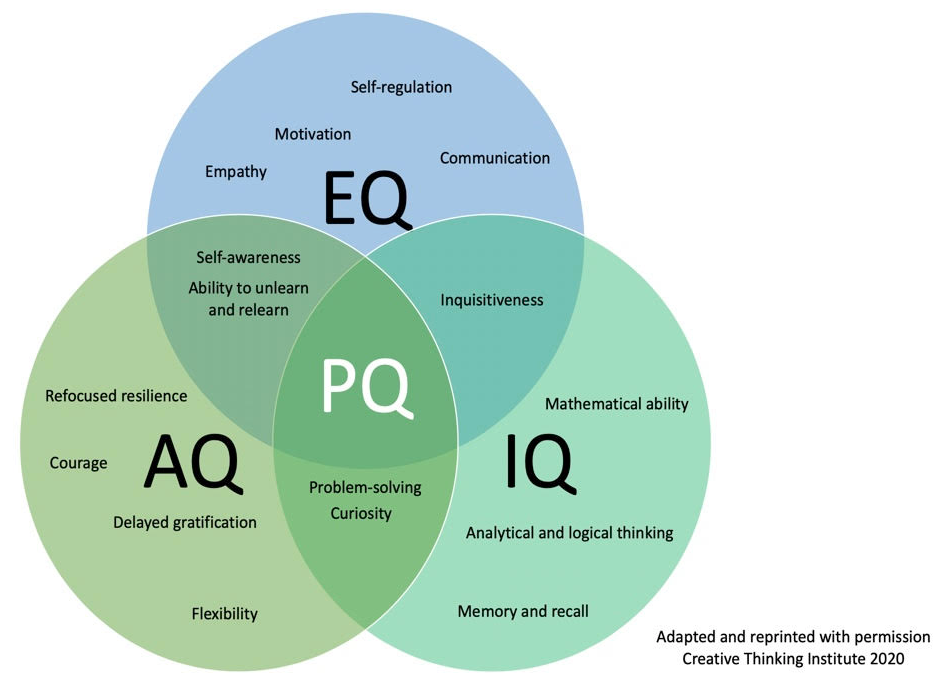 Self-regulation
Motivation
Communication
Empathy
EQ
Self-awareness
Ability to unlearn
and relearn
Inquisitiveness
PQ
Refocused resilience
Mathematical ability
Courage
AQ
IQ
Problem-solving
Curiosity
Delayed gratification
Analytical and logical thinking
Flexibility
Memory and recall
Adapted and reprinted with permission
Creative Thinking Institute 2020